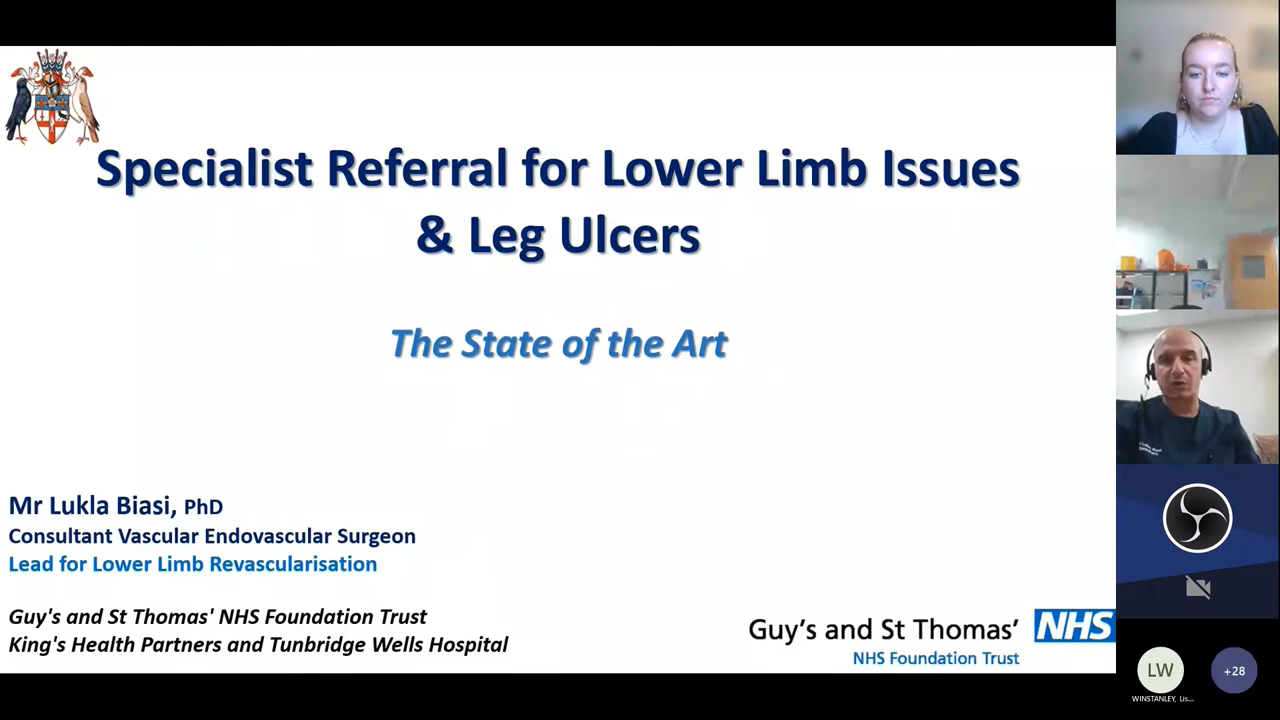 Specialist Referral for Lower Limb Issues
& Leg Ulcers
The State of the Art
Mr Lukla Biasi, PhD
Consultant Vascular Endovascular Surgeon
Lead for Lower Limb Revascularisation
Guy's and St Thomas' NHS Foundation Trust
King's Health Partners and Tunbridge Wells Hospital
Guy's and St Thomas' NHS
NHS Foundation Trust
LW
+28
WINSTANLEY, Lis...